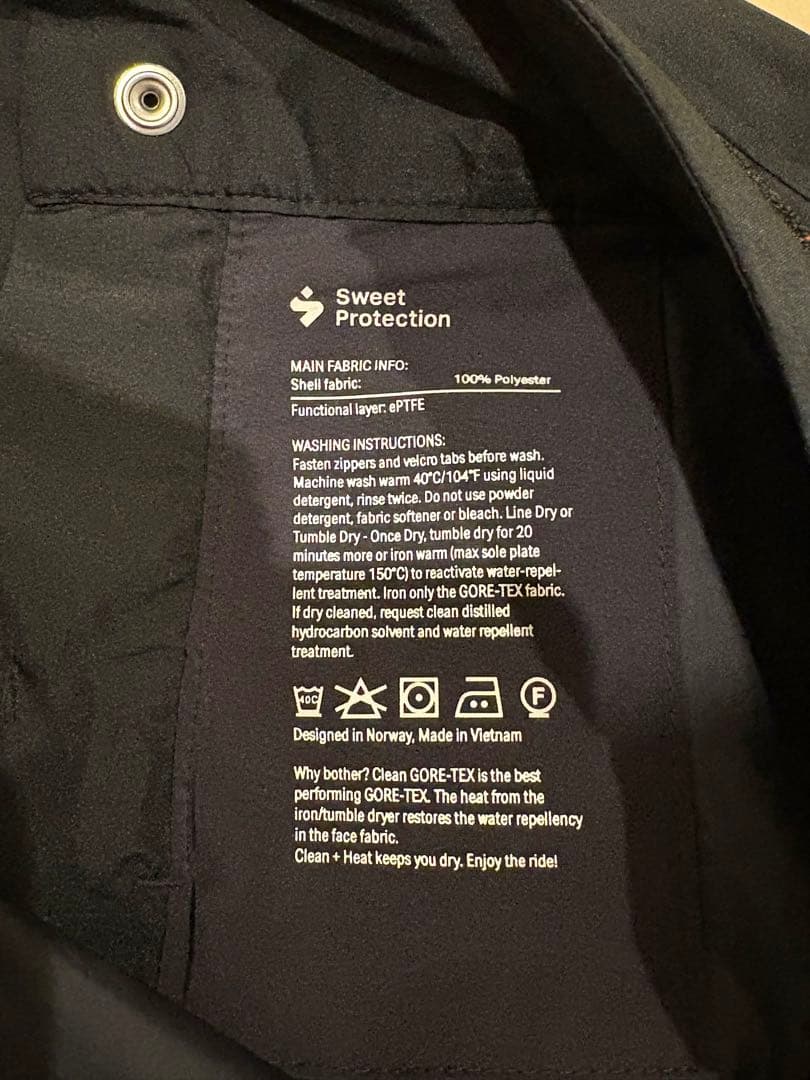 Sweet
Protection
MAIN FABRIC INFO:
Shell fabric: 100% Polyester
Functional layer: ePTFE
WASHING INSTRUCTIONS:
Fasten zippers and velcro tabs before wash.
Machine wash warm 40°C/104°F using liquid
detergent, rinse twice. Do not use powder
detergent, fabric softener or bleach. Line Dry or
Tumble Dry - Once Dry, tumble dry for 20
minutes more or iron warm (max sole plate
temperature 150°C) to reactivate water-repel-
lent treatment. Iron only the GORE-TEX fabric.
If dry cleaned, request clean distilled
hydrocarbon solvent and water repellent
treatment.
40C F
Designed in Norway, Made in Vietnam
Why bother? Clean GORE-TEX is the best
performing GORE-TEX. The heat from the
iron/tumble dryer restores the water repellency
in the face fabric.
Clean + Heat keeps you dry. Enjoy the ride!